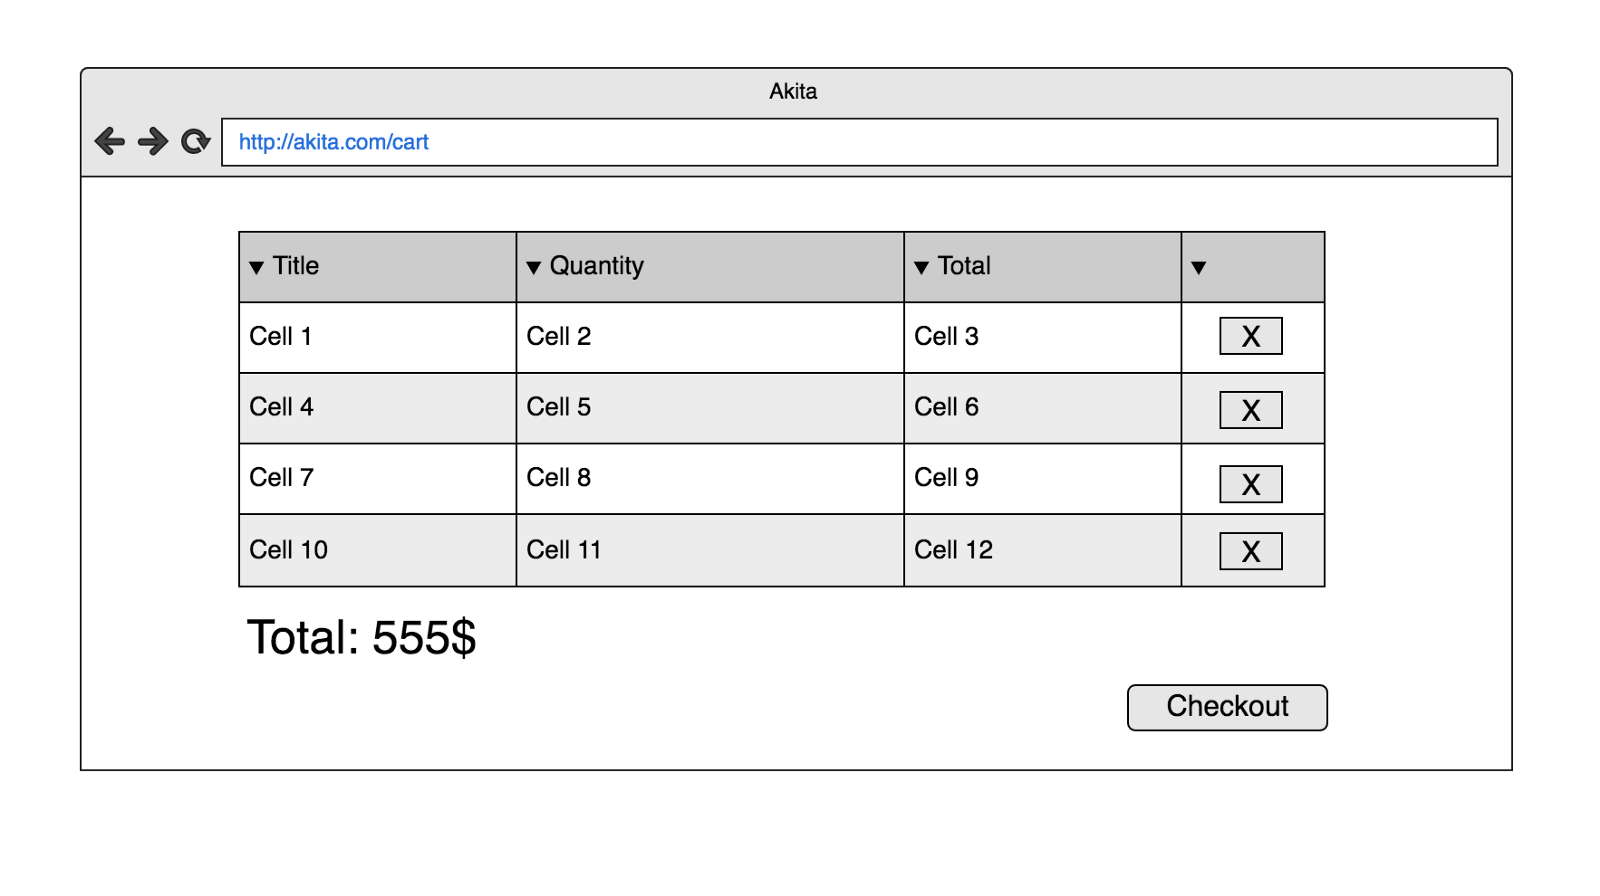 Akita
http://akita.com/cart
Title Quantity Total
Cell 1 Cell 2 Cell 3 X
Cell 4 Cell 5 Cell 6 X
Cell 7 Cell 8 Cell 9 X
Cell 10 Cell 11 Cell 12 X
Total: 555$
Checkout